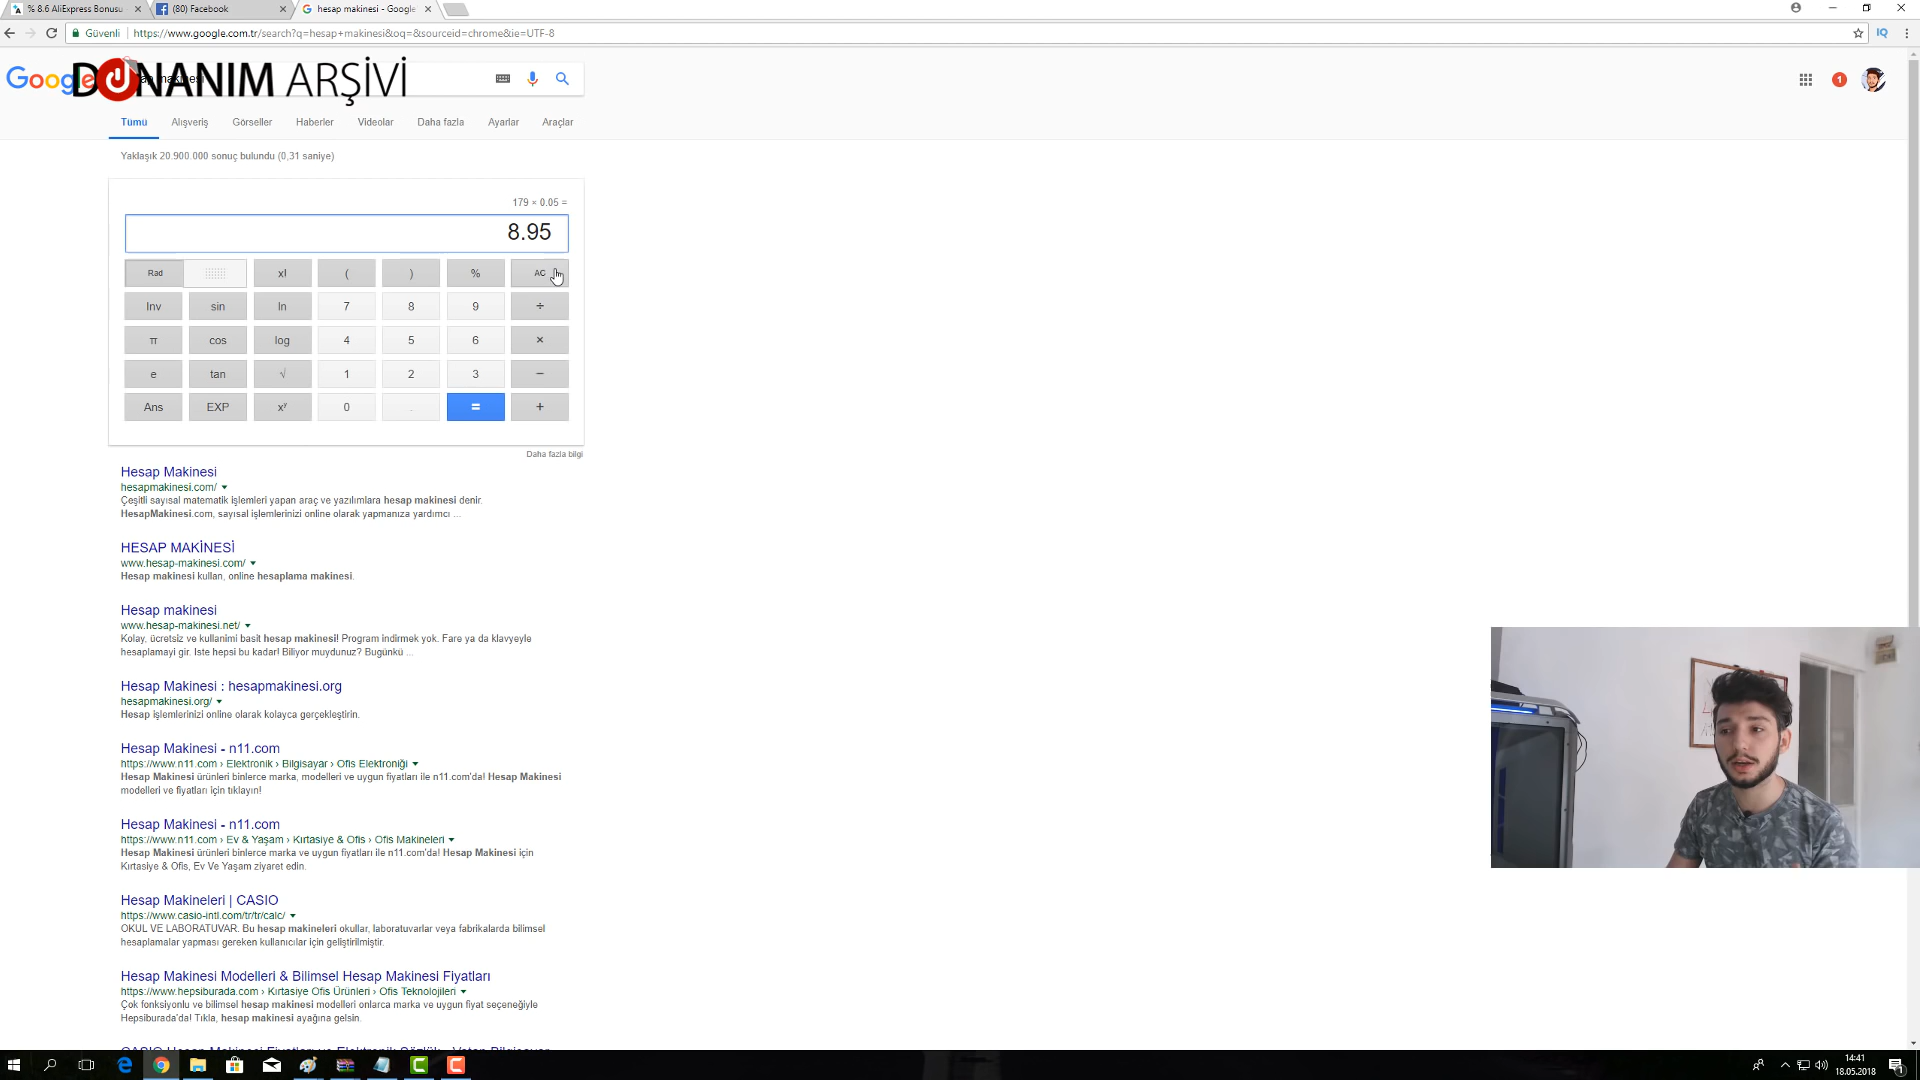 % 8.6 AliExpress Bonusu
(80) Facebook
hesap makinesi - Google
Güvenli
https://www.google.com.tr/search?q=hesap+makinesi&oq=&sourceid=chrome&ie=UTF-8
IQ
Google
DONANIM ARŞİVİ
1
Tümü
Alışveriş
Görseller
Haberler
Videolar
Daha fazla
Ayarlar
Araçlar
Yaklaşık 20.900.000 sonuç bulundu (0,31 saniye)
179 × 0.05 =
8.95
Rad
x!
(
)
%
AC
Inv
sin
ln
7
8
9
÷
π
cos
log
4
5
6
×
e
tan
√
1
2
3
−
Ans
EXP
xʸ
0
.
=
+
Daha fazla bilgi
Hesap Makinesi
hesapmakinesi.com/
Çeşitli sayısal matematik işlemleri yapan araç ve yazılımlara hesap makinesi denir.
HesapMakinesi.com, sayısal işlemlerinizi online olarak yapmanıza yardımcı ...
HESAP MAKİNESİ
www.hesap-makinesi.com/
Hesap makinesi kullan, online hesaplama makinesi.
Hesap makinesi
www.hesap-makinesi.net/
Kolay, ücretsiz ve kullanimi basit hesap makinesi! Program indirmek yok. Fare ya da klavyeyle
hesaplamayi gir. Iste hepsi bu kadar! Biliyor muydunuz? Bugünkü ...
Hesap Makinesi : hesapmakinesi.org
hesapmakinesi.org/
Hesap işlemlerinizi online olarak kolayca gerçekleştirin.
Hesap Makinesi - n11.com
https://www.n11.com › Elektronik › Bilgisayar › Ofis Elektroniği
Hesap Makinesi ürünleri binlerce marka, modelleri ve uygun fiyatları ile n11.com'da! Hesap Makinesi
modelleri ve fiyatları için tıklayın!
Hesap Makinesi - n11.com
https://www.n11.com › Ev & Yaşam › Kırtasiye & Ofis › Ofis Makineleri
Hesap Makinesi ürünleri binlerce marka ve uygun fiyatları ile n11.com'da! Hesap Makinesi için
Kırtasiye & Ofis, Ev Ve Yaşam ziyaret edin.
Hesap Makineleri | CASIO
https://www.casio-intl.com/tr/tr/calc/
OKUL VE LABORATUVAR. Bu hesap makineleri okullar, laboratuvarlar veya fabrikalarda bilimsel
hesaplamalar yapması gereken kullanıcılar için geliştirilmiştir.
Hesap Makinesi Modelleri & Bilimsel Hesap Makinesi Fiyatları
https://www.hepsiburada.com › Kırtasiye Ofis Ürünleri › Ofis Teknolojileri
Çok fonksiyonlu ve bilimsel hesap makinesi modelleri onlarca marka ve uygun fiyat seçeneğiyle
Hepsiburada'da! Tıkla, hesap makinesi ayağına gelsin.
14:41
18.05.2018